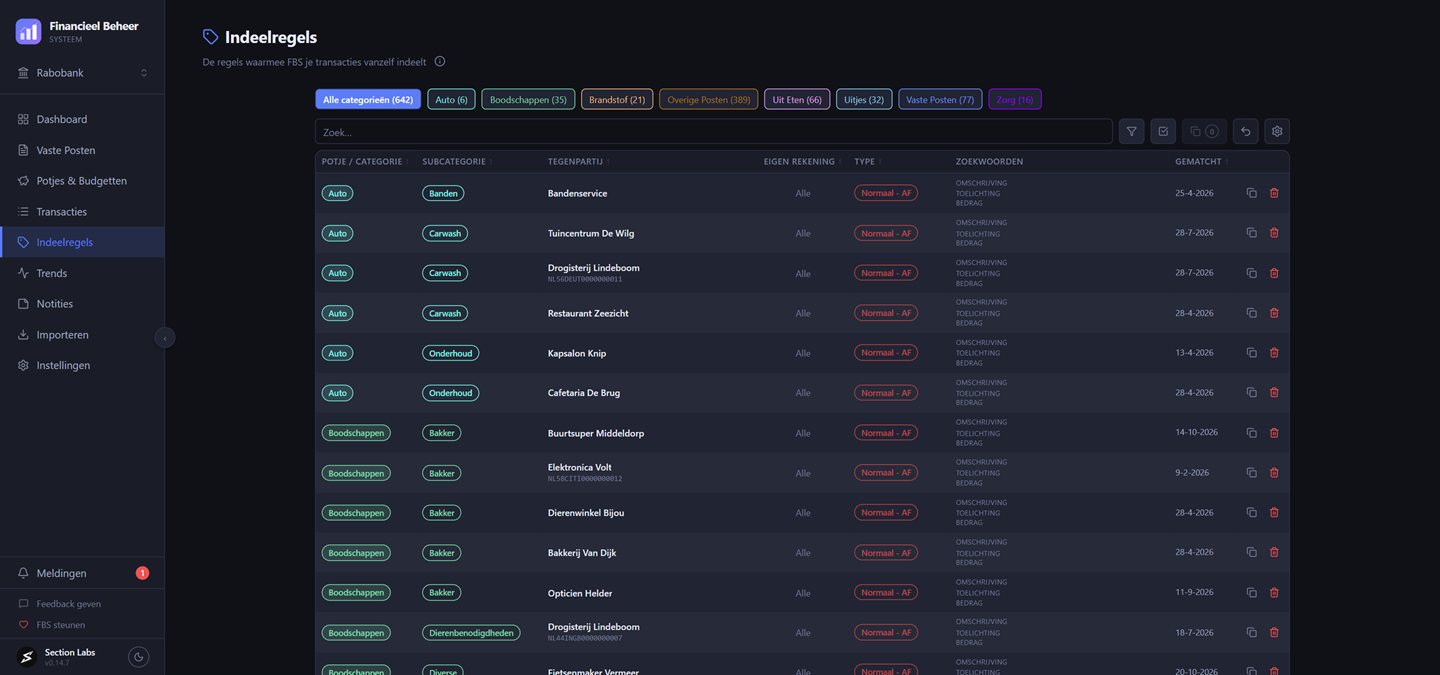 Financieel Beheer
SYSTEEM
Rabobank
Dashboard
Vaste Posten
Potjes & Budgetten
Transacties
Indeelregels
Trends
Notities
Importeren
Instellingen
Meldingen 1
Feedback geven
FBS steunen
Section Labs
v0.14.7
Indeelregels
De regels waarmee FBS je transacties vanzelf indeelt
Alle categorieën (642) Auto (6) Boodschappen (35) Brandstof (21) Overige Posten (389) Uit Eten (66) Uitjes (32) Vaste Posten (77) Zorg (16)
Zoek... 0
POTJE / CATEGORIE SUBCATEGORIE TEGENPARTIJ EIGEN REKENING TYPE ZOEKWOORDEN GEMATCHT
Auto Banden Bandenservice Alle Normaal - AF OMSCHRIJVING TOELICHTING BEDRAG 25-4-2026
Auto Carwash Tuincentrum De Wilg Alle Normaal - AF OMSCHRIJVING TOELICHTING BEDRAG 28-7-2026
Auto Carwash Drogisterij Lindeboom NL56DEUT0000000011 Alle Normaal - AF OMSCHRIJVING TOELICHTING BEDRAG 28-7-2026
Auto Carwash Restaurant Zeezicht Alle Normaal - AF OMSCHRIJVING TOELICHTING BEDRAG 28-4-2026
Auto Onderhoud Kapsalon Knip Alle Normaal - AF OMSCHRIJVING TOELICHTING BEDRAG 13-4-2026
Auto Onderhoud Cafetaria De Brug Alle Normaal - AF OMSCHRIJVING TOELICHTING BEDRAG 28-4-2026
Boodschappen Bakker Buurtsuper Middeldorp Alle Normaal - AF OMSCHRIJVING TOELICHTING BEDRAG 14-10-2026
Boodschappen Bakker Elektronica Volt NL58CITI0000000012 Alle Normaal - AF OMSCHRIJVING TOELICHTING BEDRAG 9-2-2026
Boodschappen Bakker Dierenwinkel Bijou Alle Normaal - AF OMSCHRIJVING TOELICHTING BEDRAG 28-4-2026
Boodschappen Bakker Bakkerij Van Dijk Alle Normaal - AF OMSCHRIJVING TOELICHTING BEDRAG 28-4-2026
Boodschappen Bakker Opticien Helder Alle Normaal - AF OMSCHRIJVING TOELICHTING BEDRAG 11-9-2026
Boodschappen Dierenbenodigdheden Drogisterij Lindeboom NL44INGB0000000007 Alle Normaal - AF OMSCHRIJVING TOELICHTING BEDRAG 18-7-2026
Boodschappen Diverse Fietsenmaker Vermeer Alle Normaal - AF OMSCHRIJVING TOELICHTING 20-10-2026